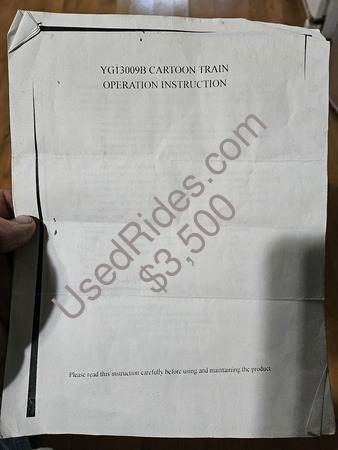 YG13009B CARTOON TRAIN
OPERATION INSTRUCTION
UsedRides.com
$3,500
Please read this instruction carefully before using and maintaining the product